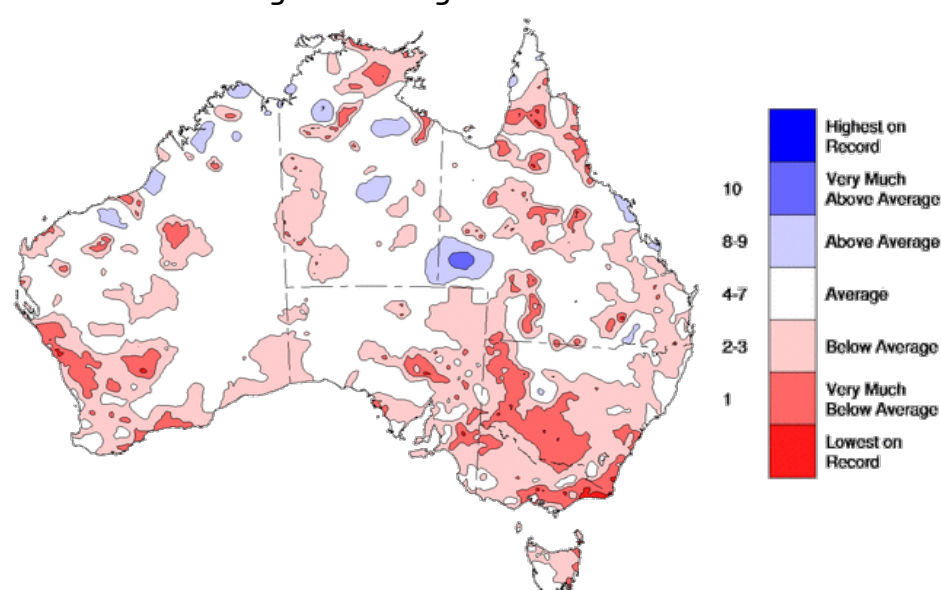 Highest on
Record
10
Very Much
Above Average
8-9
Above Average
4-7
Average
2-3
Below Average
1
Very Much
Below Average
Lowest on
Record